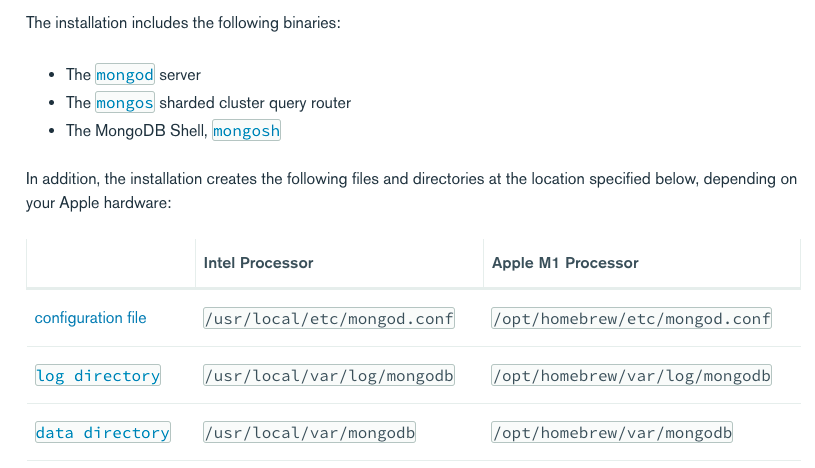 The installation includes the following binaries:
The mongod server
The mongos sharded cluster query router
The MongoDB Shell, mongosh
In addition, the installation creates the following files and directories at the location specified below, depending on
your Apple hardware:
Intel Processor Apple M1 Processor
configuration file /usr/local/etc/mongod.conf /opt/homebrew/etc/mongod.conf
log directory /usr/local/var/log/mongodb /opt/homebrew/var/log/mongodb
data directory /usr/local/var/mongodb /opt/homebrew/var/mongodb